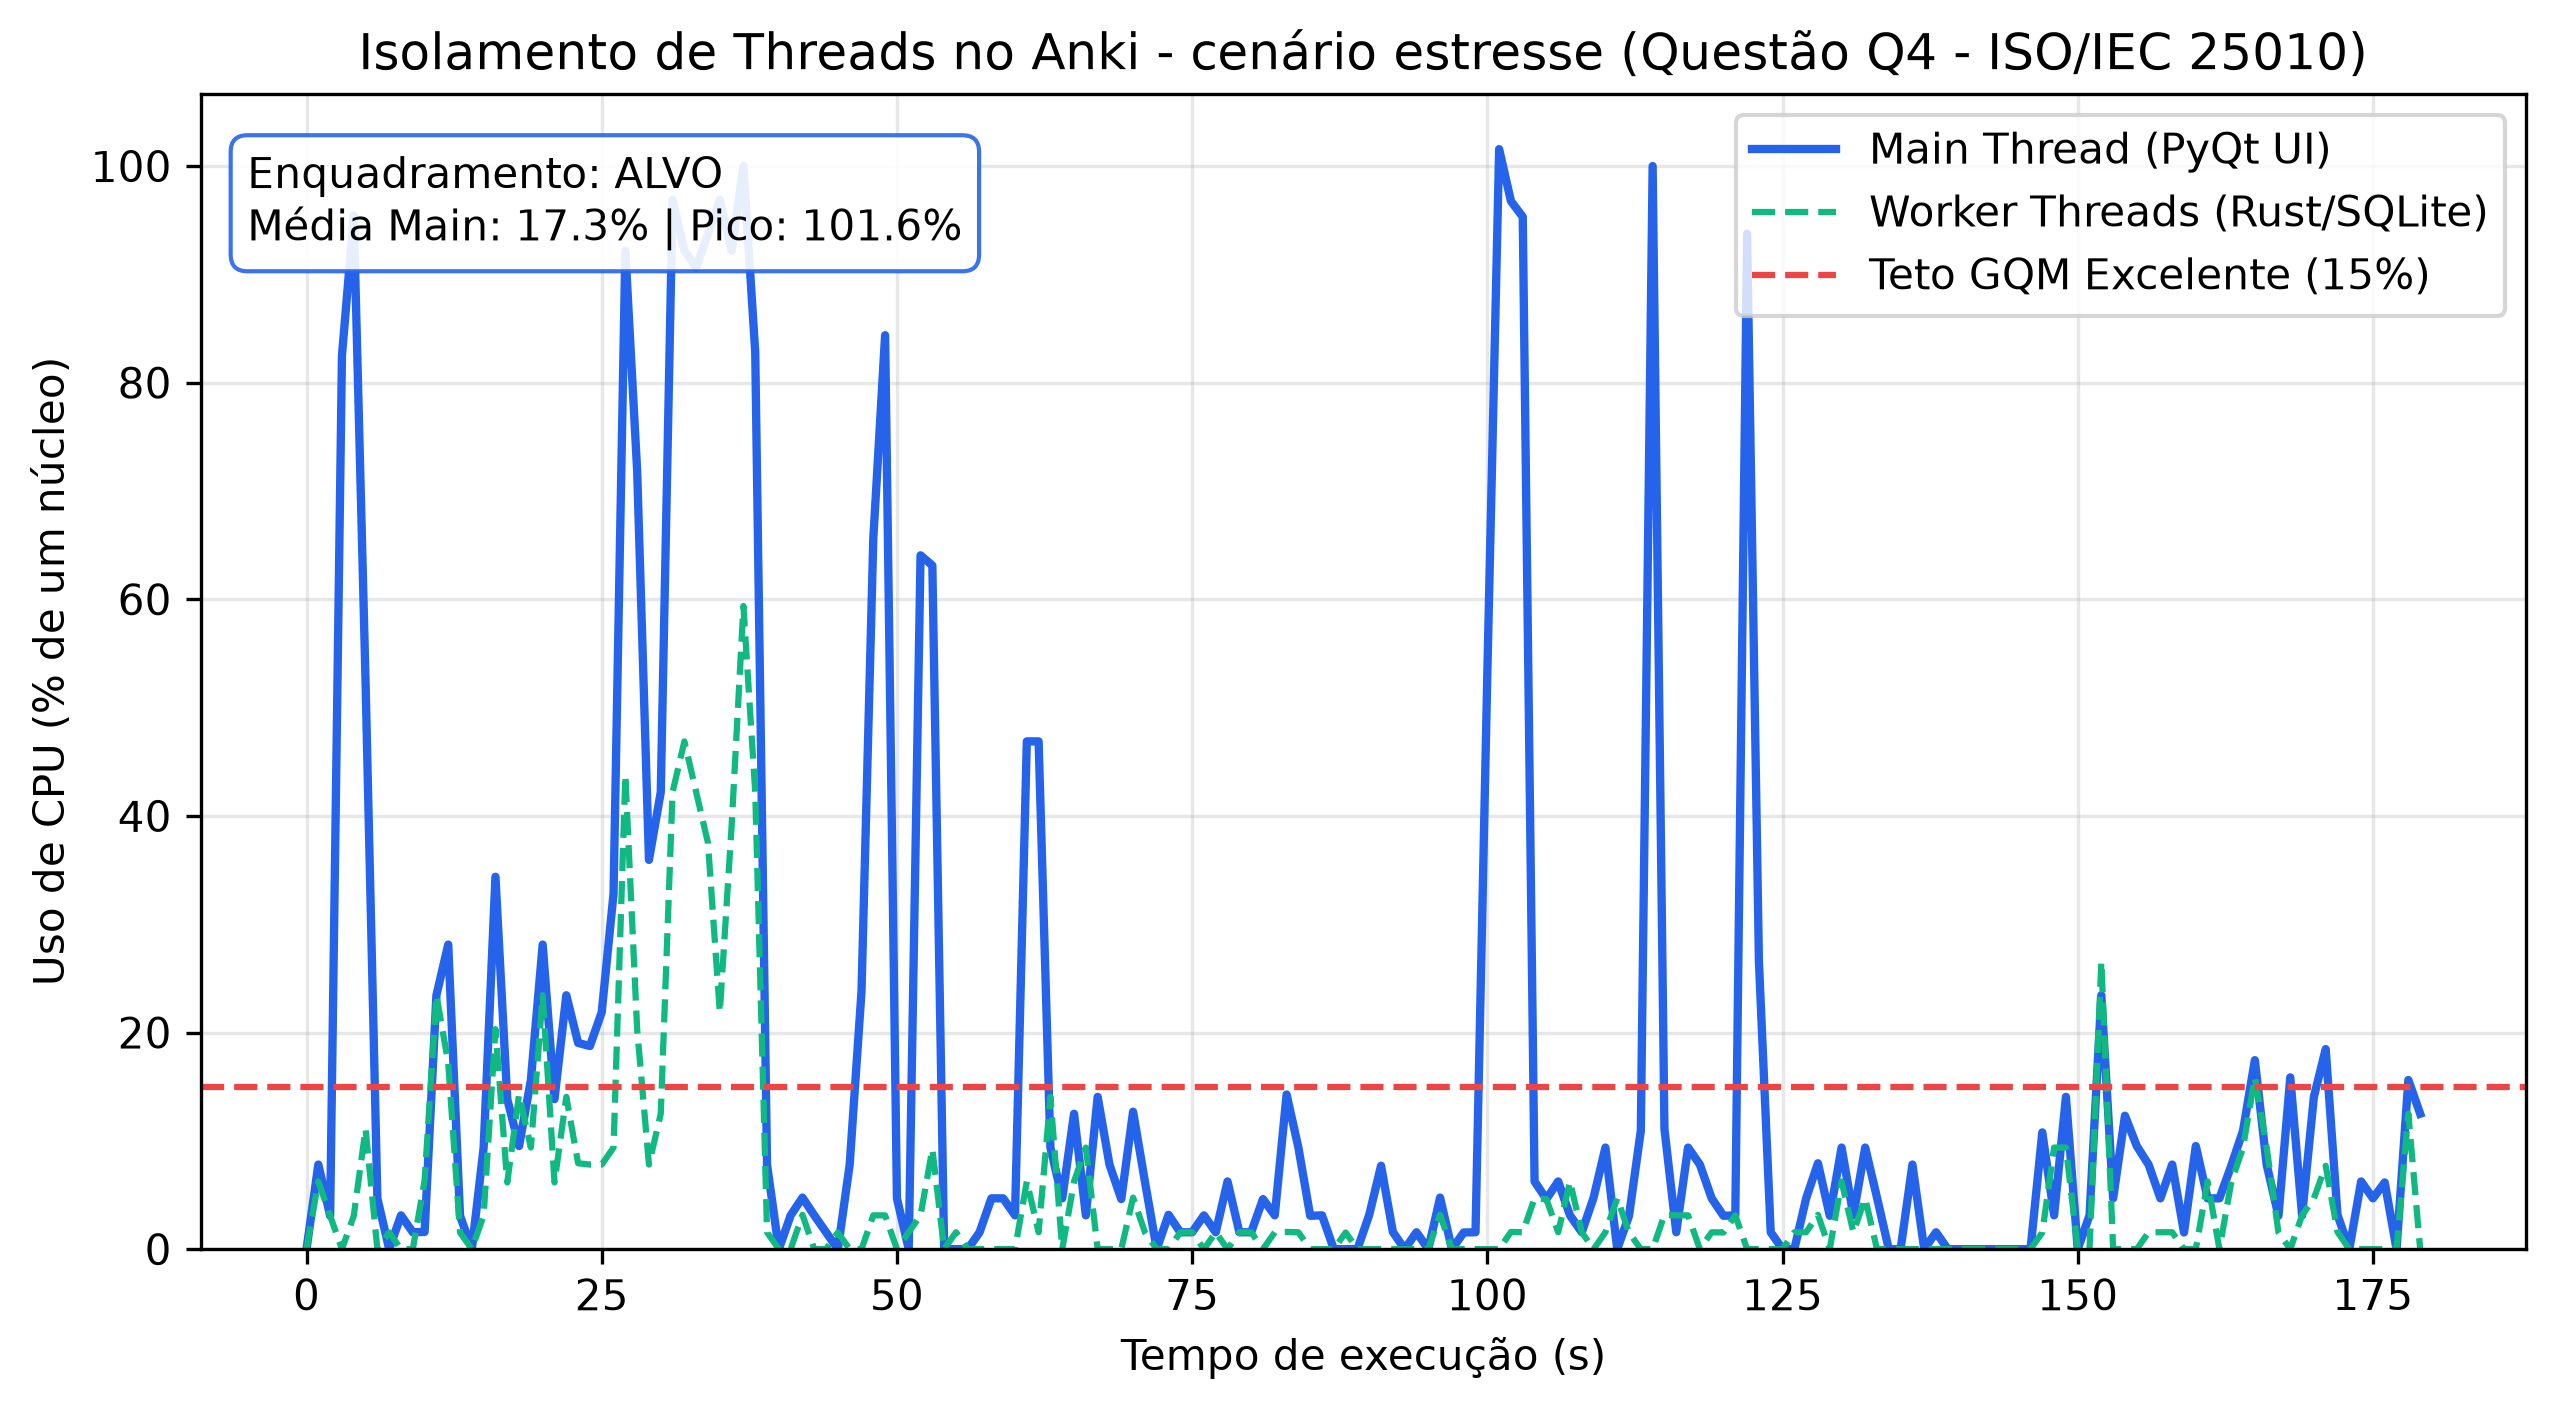 Isolamento de Threads no Anki - cenário estresse (Questão Q4 - ISO/IEC 25010)
Enquadramento: ALVO
Média Main: 17.3% | Pico: 101.6%
Main Thread (PyQt UI)
Worker Threads (Rust/SQLite)
Teto GQM Excelente (15%)
Uso de CPU (% de um núcleo)
100
80
60
40
20
0
0 25 50 75 100 125 150 175
Tempo de execução (s)